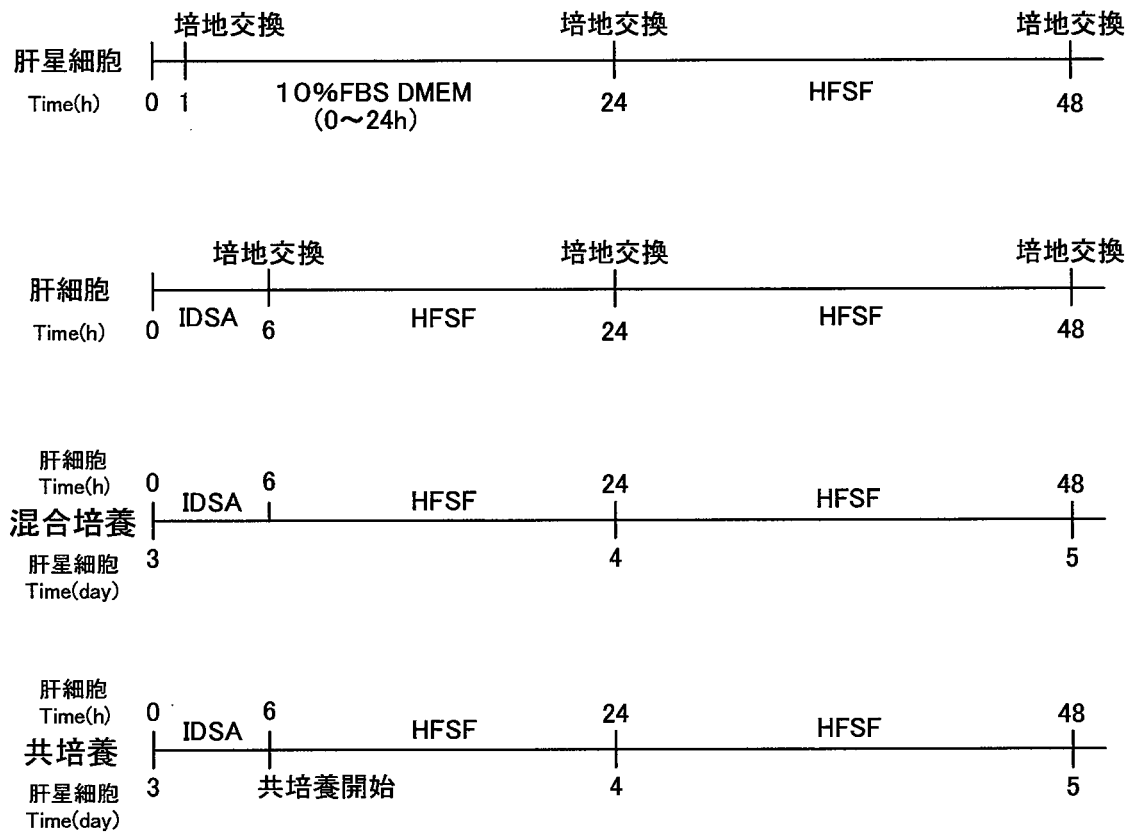 培地交換 培地交換 培地交換
肝星細胞
Time(h) 0 1 10%FBS DMEM 24 HFSF 48
(0~24h)
培地交換 培地交換 培地交換
肝細胞
Time(h) 0 IDSA 6 HFSF 24 HFSF 48
肝細胞
Time(h) 0 6 24 48
IDSA HFSF HFSF
混合培養
肝星細胞 3 4 5
Time(day)
肝細胞
Time(h) 0 6 24 48
IDSA HFSF HFSF
共培養
肝星細胞 3 共培養開始 4 5
Time(day)